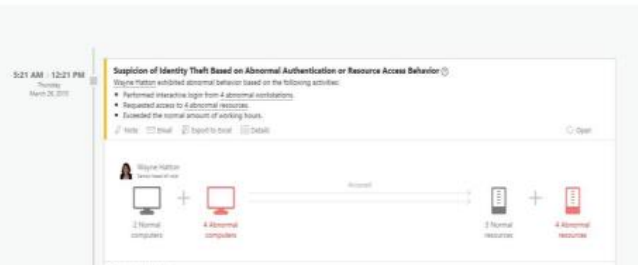 5:21 AM - 12:21 PM
Thursday
March 26, 2015
Suspicion of Identity Theft Based on Abnormal Authentication or Resource Access Behavior
Wayne Hatton exhibited abnormal behavior based on the following activities:
Performed interactive login from 4 abnormal workstations.
Requested access to 4 abnormal resources.
Exceeded the normal amount of working hours.
Note Email Export to Excel Details Open
Wayne Hatton
Accessed
2 Normal computers
4 Abnormal computers
3 Normal resources
4 Abnormal resources